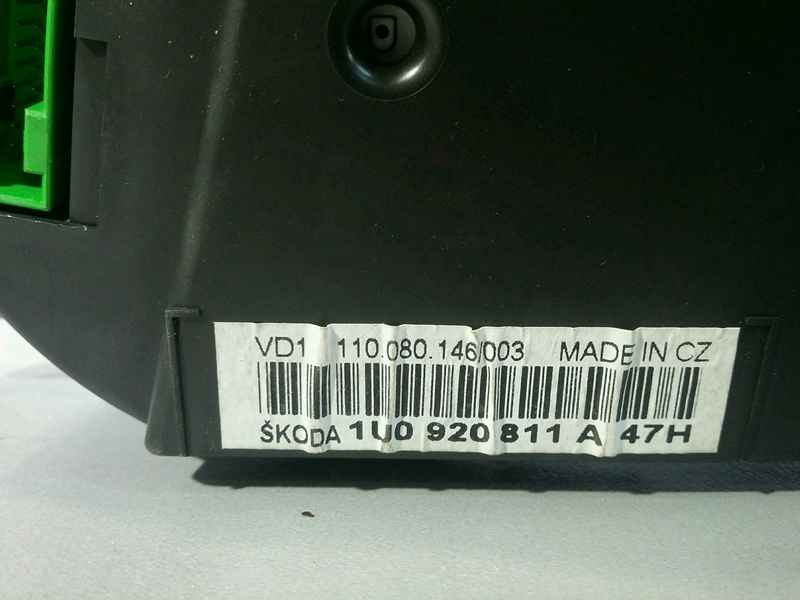 VD1 110.080.146/003 MADE IN CZ
ŠKODA 1U0 920 811 A 47H